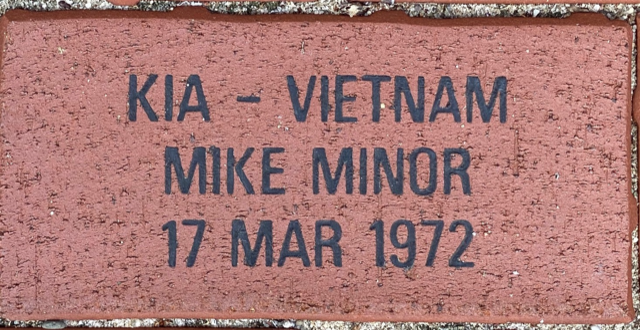 KIA - VIETNAM
MIKE MINOR
17 MAR 1972